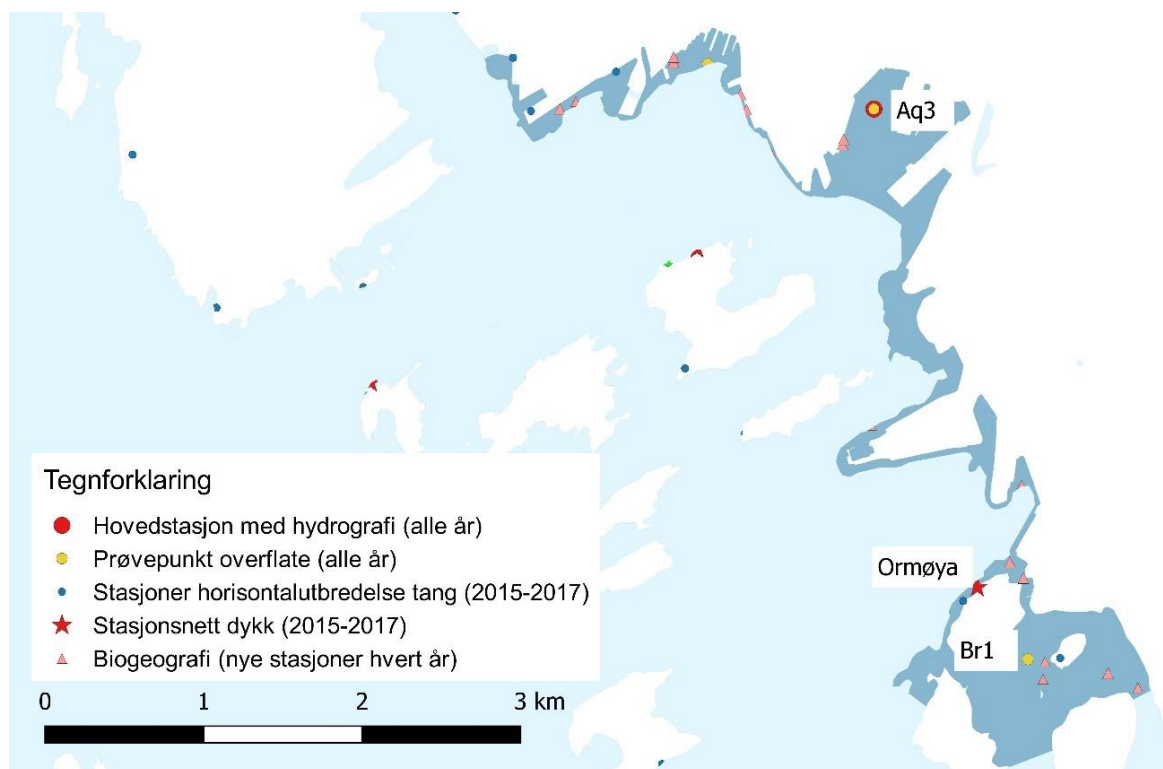 Aq3
Ormøya
Br1
Tegnforklaring
Hovedstasjon med hydrografi (alle år)
Prøvepunkt overflate (alle år)
Stasjoner horisontalutbredelse tang (2015-2017)
Stasjonsnett dykk (2015-2017)
Biogeografi (nye stasjoner hvert år)
0 1 2 3 km